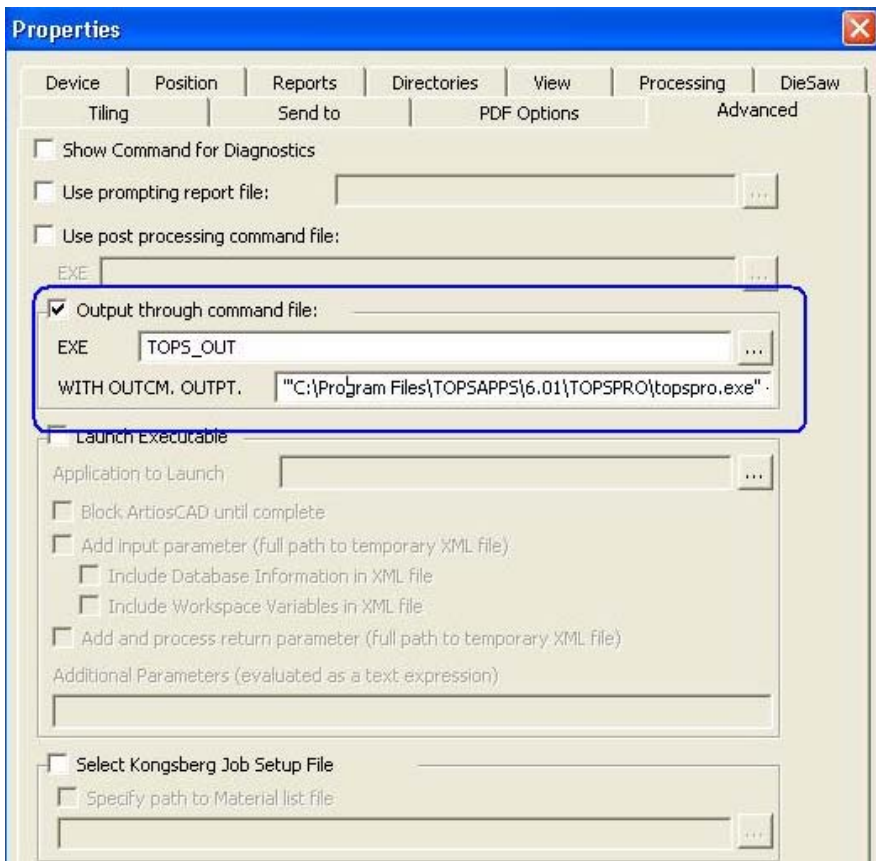 Properties
Device Position Reports Directories View Processing DieSaw
Tiling Send to PDF Options Advanced
Show Command for Diagnostics
Use prompting report file: ...
Use post processing command file:
EXE ...
Output through command file:
EXE TOPS_OUT ...
WITH OUTCM. OUTPT. '"C:\Program Files\TOPSAPPS\6.01\TOPSPRO\topspro.exe" -
Launch Executable
Application to Launch ...
Block ArtiosCAD until complete
Add input parameter (full path to temporary XML file)
Include Database Information in XML file
Include Workspace Variables in XML file
Add and process return parameter (full path to temporary XML file)
Additional Parameters (evaluated as a text expression)
Select Kongsberg Job Setup File
Specify path to Material list file
...